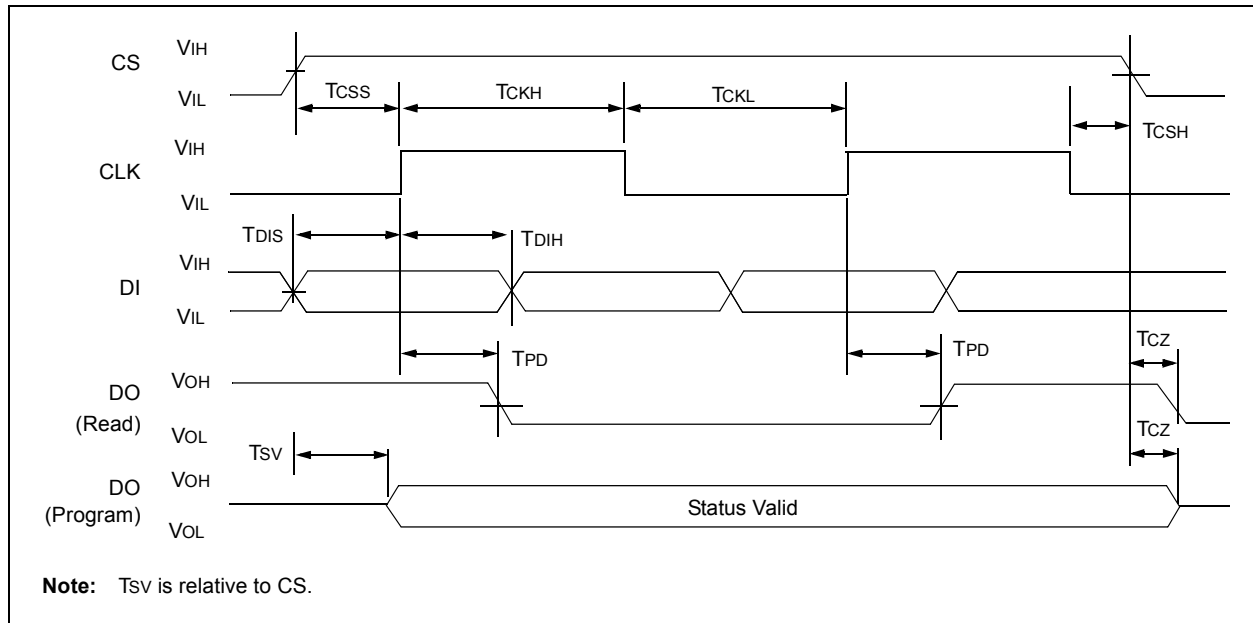 CS
VIH
VIL
TCSS
TCKH
TCKL
TCSH
CLK
VIH
VIL
TDIS
TDIH
DI
VIH
VIL
TPD
TPD
TCZ
DO
(Read)
VOH
VOL
TSV
TCZ
DO
(Program)
VOH
VOL
Status Valid
Note: TSV is relative to CS.